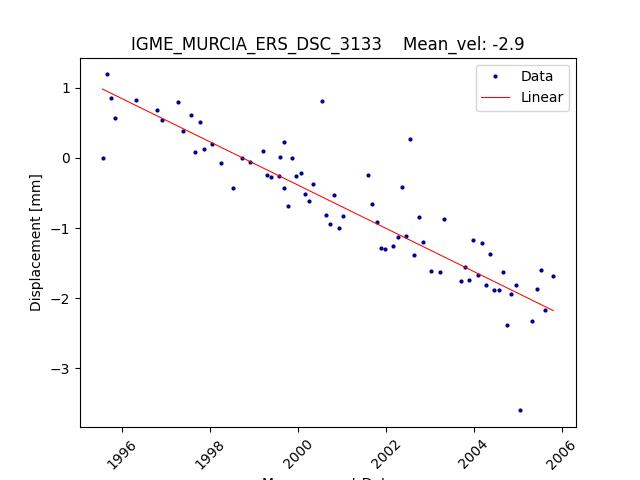 IGME_MURCIA_ERS_DSC_3133    Mean_vel: -2.9
Data
Linear
Displacement [mm]
1
0
−1
−2
−3
1996
1998
2000
2002
2004
2006